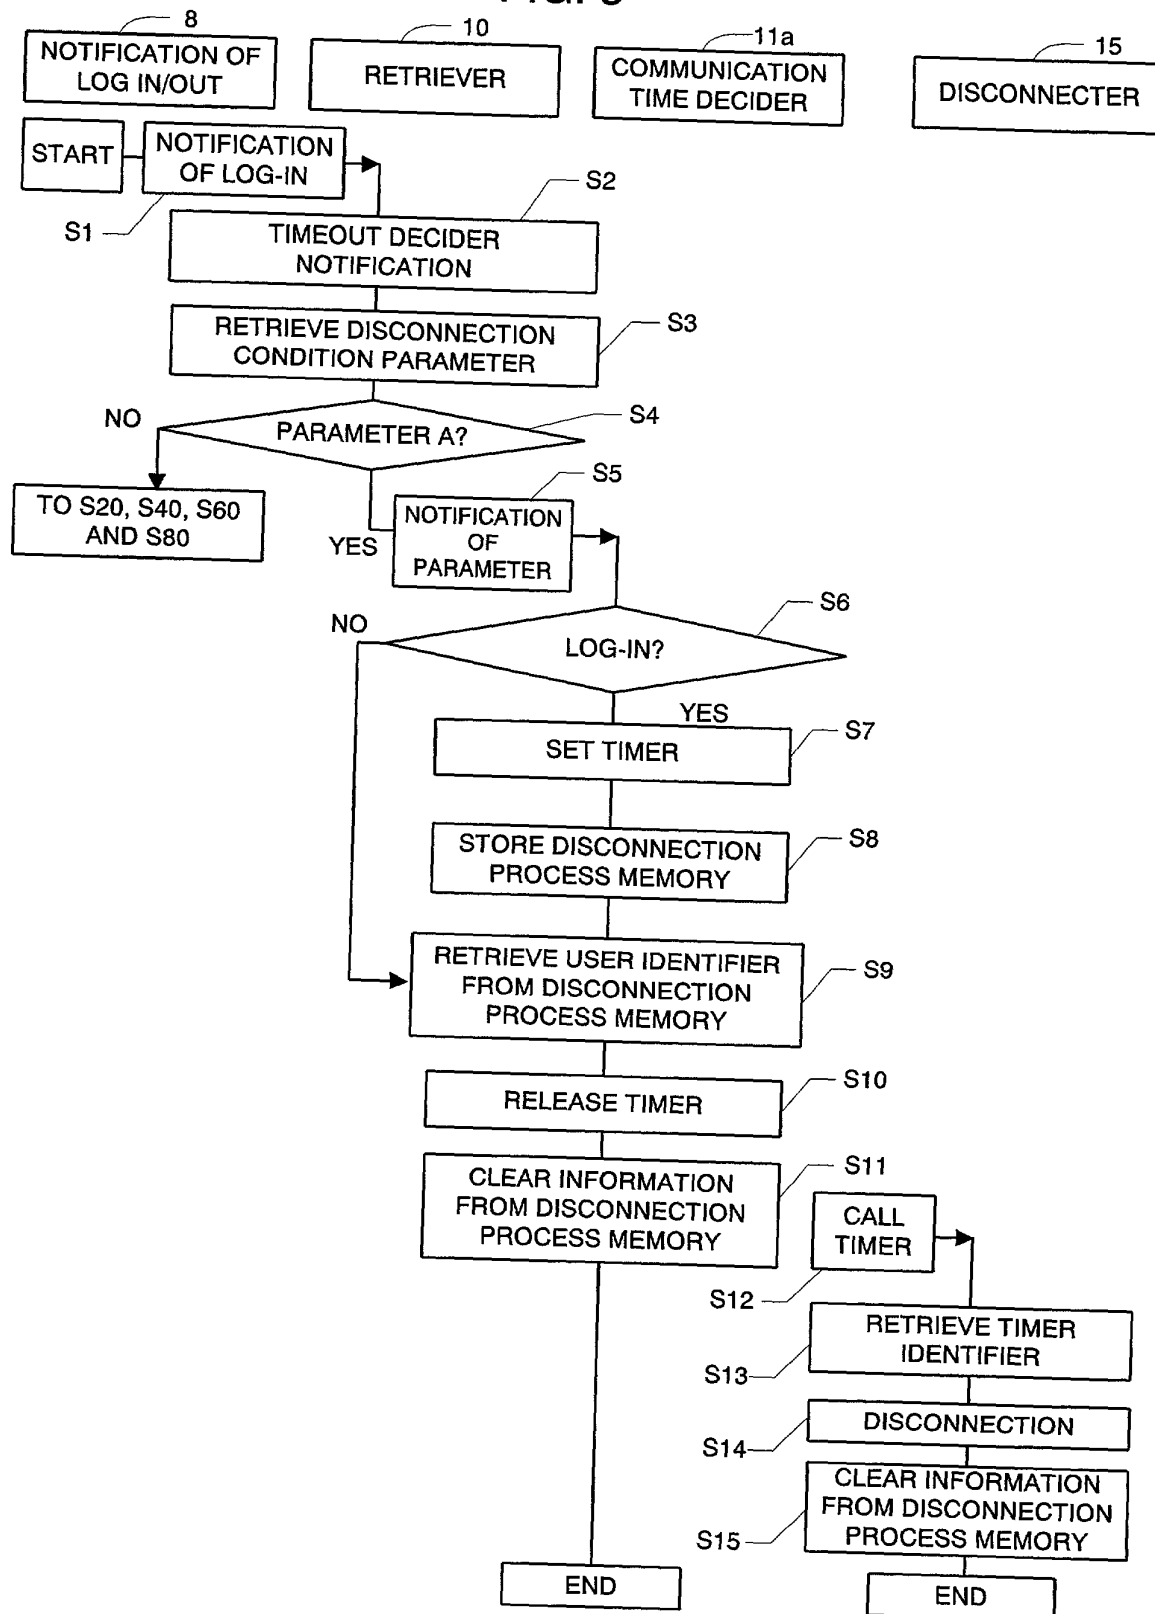 8
NOTIFICATION OF
LOG IN/OUT
10
RETRIEVER
11a
COMMUNICATION
TIME DECIDER
15
DISCONNECTER
START
NOTIFICATION
OF LOG-IN
S1
S2
TIMEOUT DECIDER
NOTIFICATION
S3
RETRIEVE DISCONNECTION
CONDITION PARAMETER
S4
NO
PARAMETER A?
TO S20, S40, S60
AND S80
YES
S5
NOTIFICATION
OF
PARAMETER
S6
NO
LOG-IN?
YES
S7
SET TIMER
S8
STORE DISCONNECTION
PROCESS MEMORY
S9
RETRIEVE USER IDENTIFIER
FROM DISCONNECTION
PROCESS MEMORY
S10
RELEASE TIMER
S11
CLEAR INFORMATION
FROM DISCONNECTION
PROCESS MEMORY
CALL
TIMER
S12
RETRIEVE TIMER
IDENTIFIER
S13
DISCONNECTION
S14
CLEAR INFORMATION
FROM DISCONNECTION
PROCESS MEMORY
S15
END
END